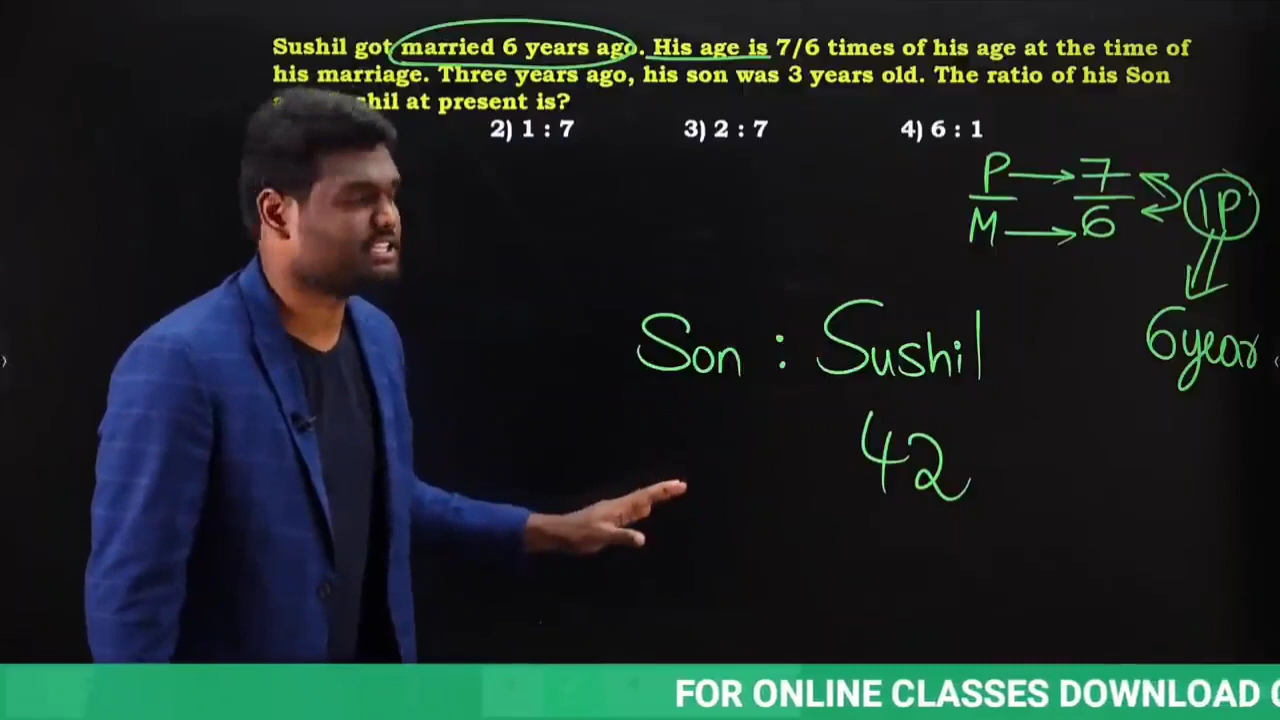 Sushil got married 6 years ago. His age is 7/6 times of his age at the time of
his marriage. Three years ago, his son was 3 years old. The ratio of his Son
at present is?
2) 1 : 7 3) 2 : 7 4) 6 : 1
P → 7
M → 6
1P
6 year
Son : Sushil
42
FOR ONLINE CLASSES DOWNLOAD